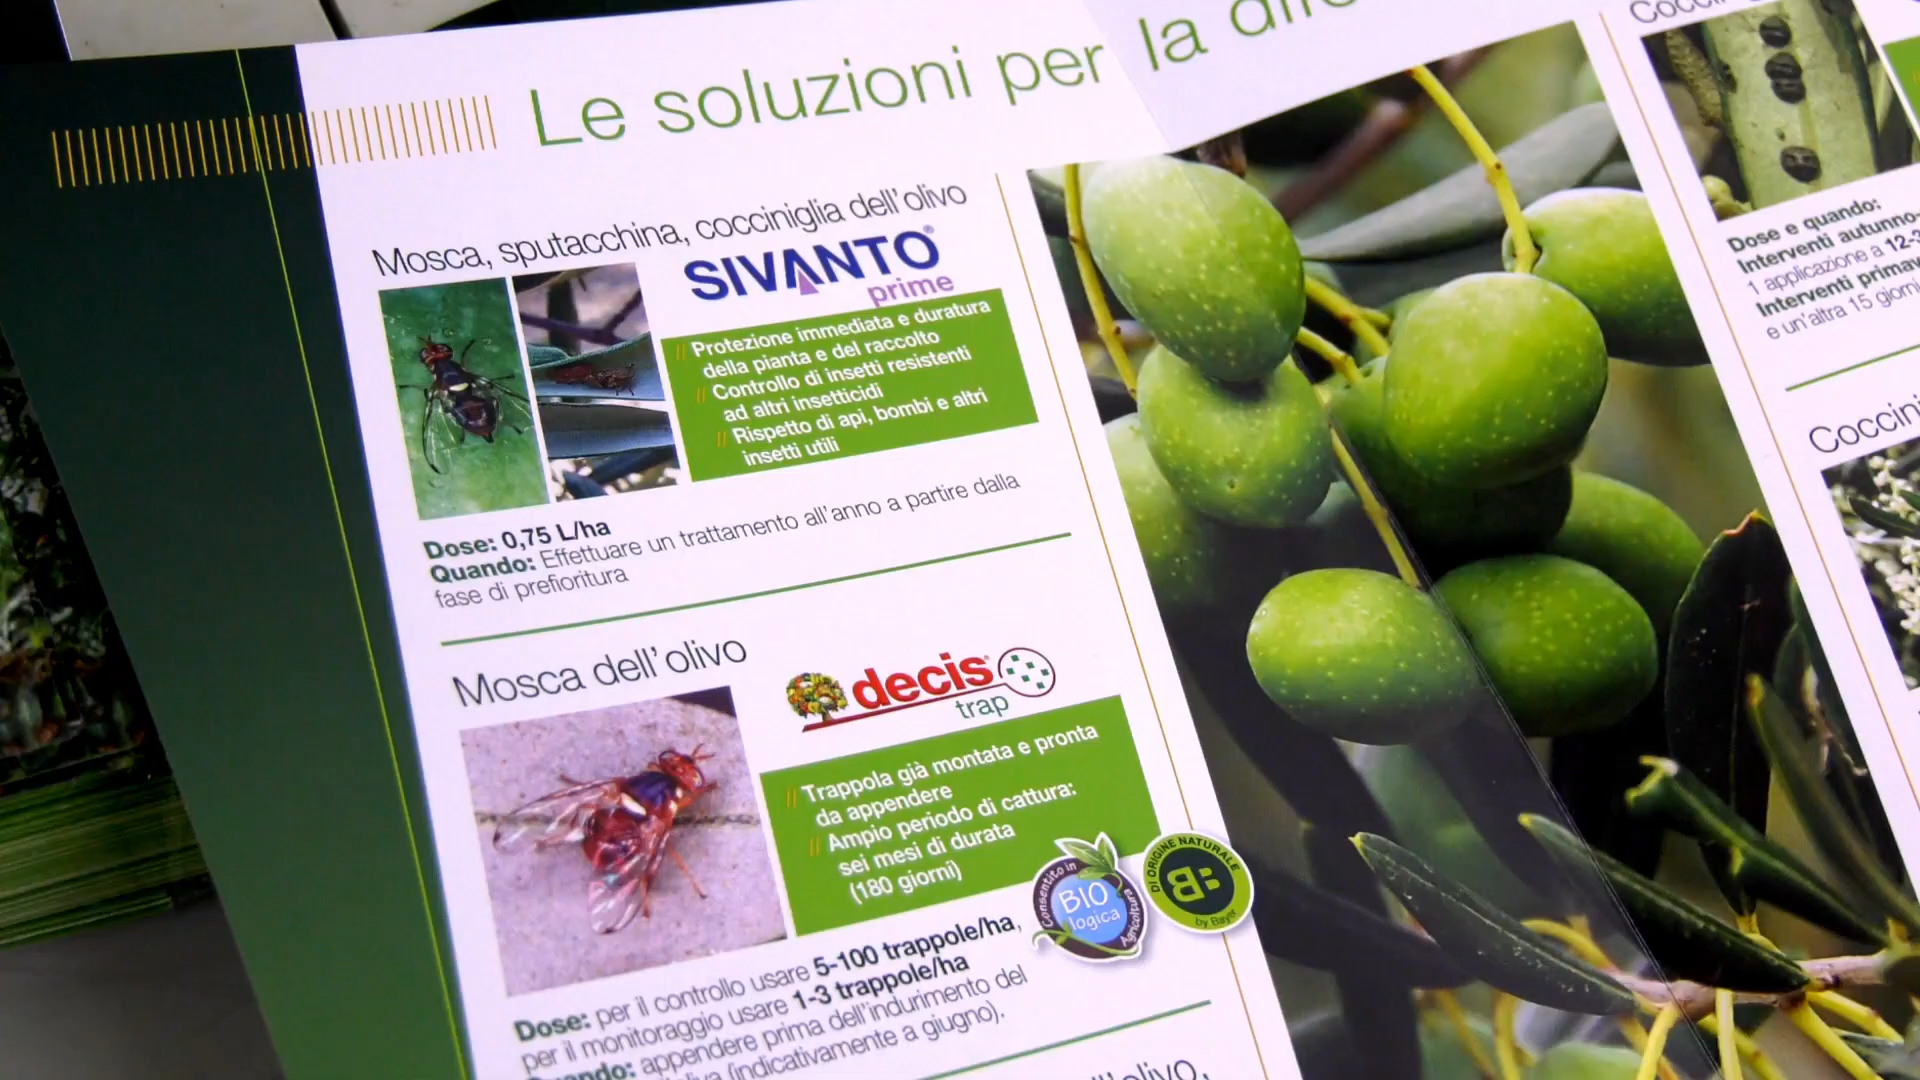 Le soluzioni per la
Mosca, sputacchina, cocciniglia dell'olivo
SIVANTO®
prime
// Protezione immediata e duratura
della pianta e del raccolto
// Controllo di insetti resistenti
ad altri insetticidi
// Rispetto di api, bombi e altri
insetti utili
Dose: 0,75 L/ha
Quando: Effettuare un trattamento all'anno a partire dalla
fase di prefioritura
Mosca dell'olivo
decis®
trap
// Trappola già montata e pronta
da appendere
// Ampio periodo di cattura:
sei mesi di durata
(180 giorni)
Consentito in
BIO
logica
Agricoltura
DI ORIGINE NATURALE
B:
by Bayer
Dose: per il controllo usare 5-100 trappole/ha,
per il monitoraggio usare 1-3 trappole/ha
Quando: appendere prima dell'indurimento del
(indicativamente a giugno).
Dose e quando:
Interventi autunno-
1 applicazione a 12-3
Interventi primav
e un'altra 15 giorni